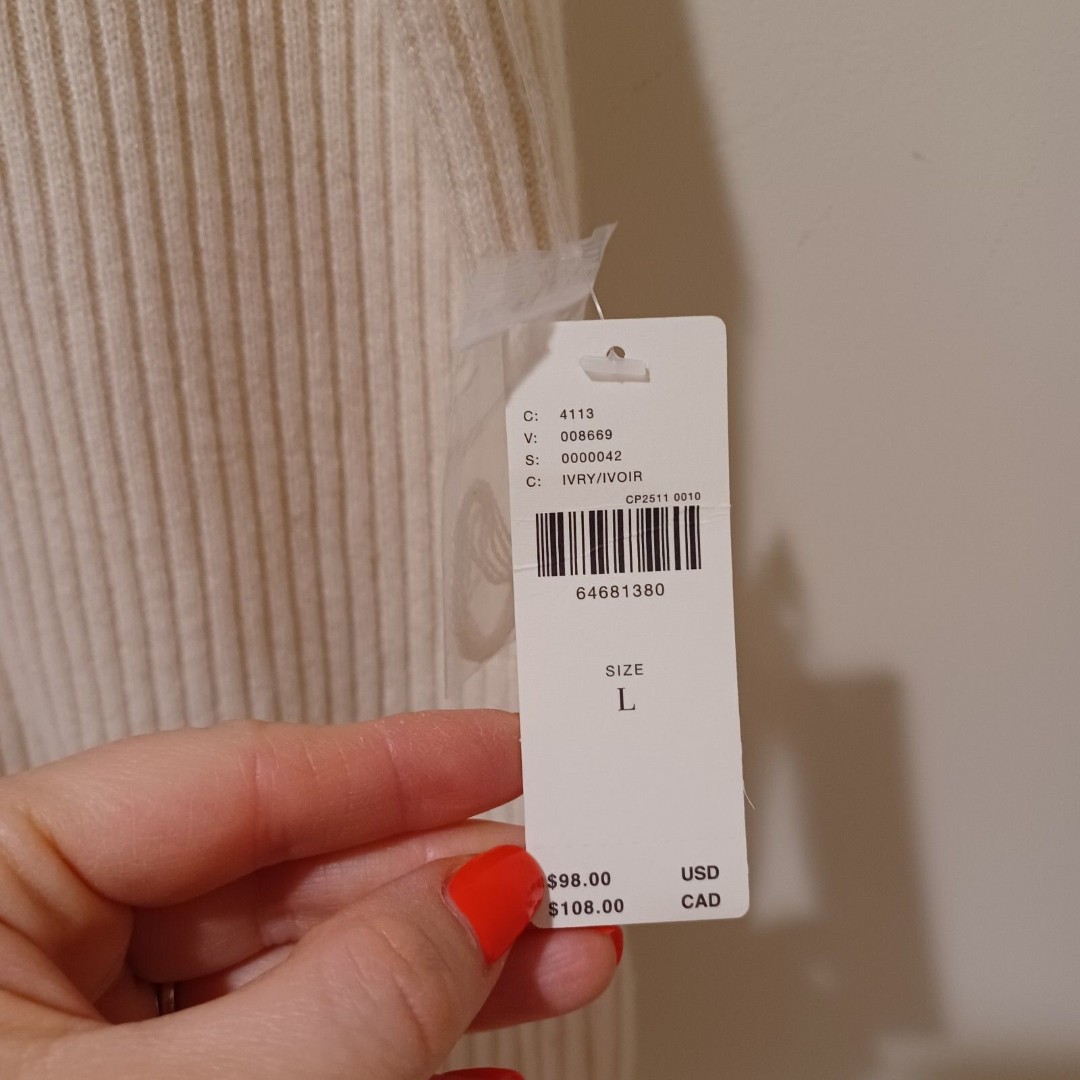 C: 4113
V: 008669
S: 0000042
C: IVRY/IVOIR
CP2511 0010
64681380
SIZE
L
$98.00 USD
$108.00 CAD